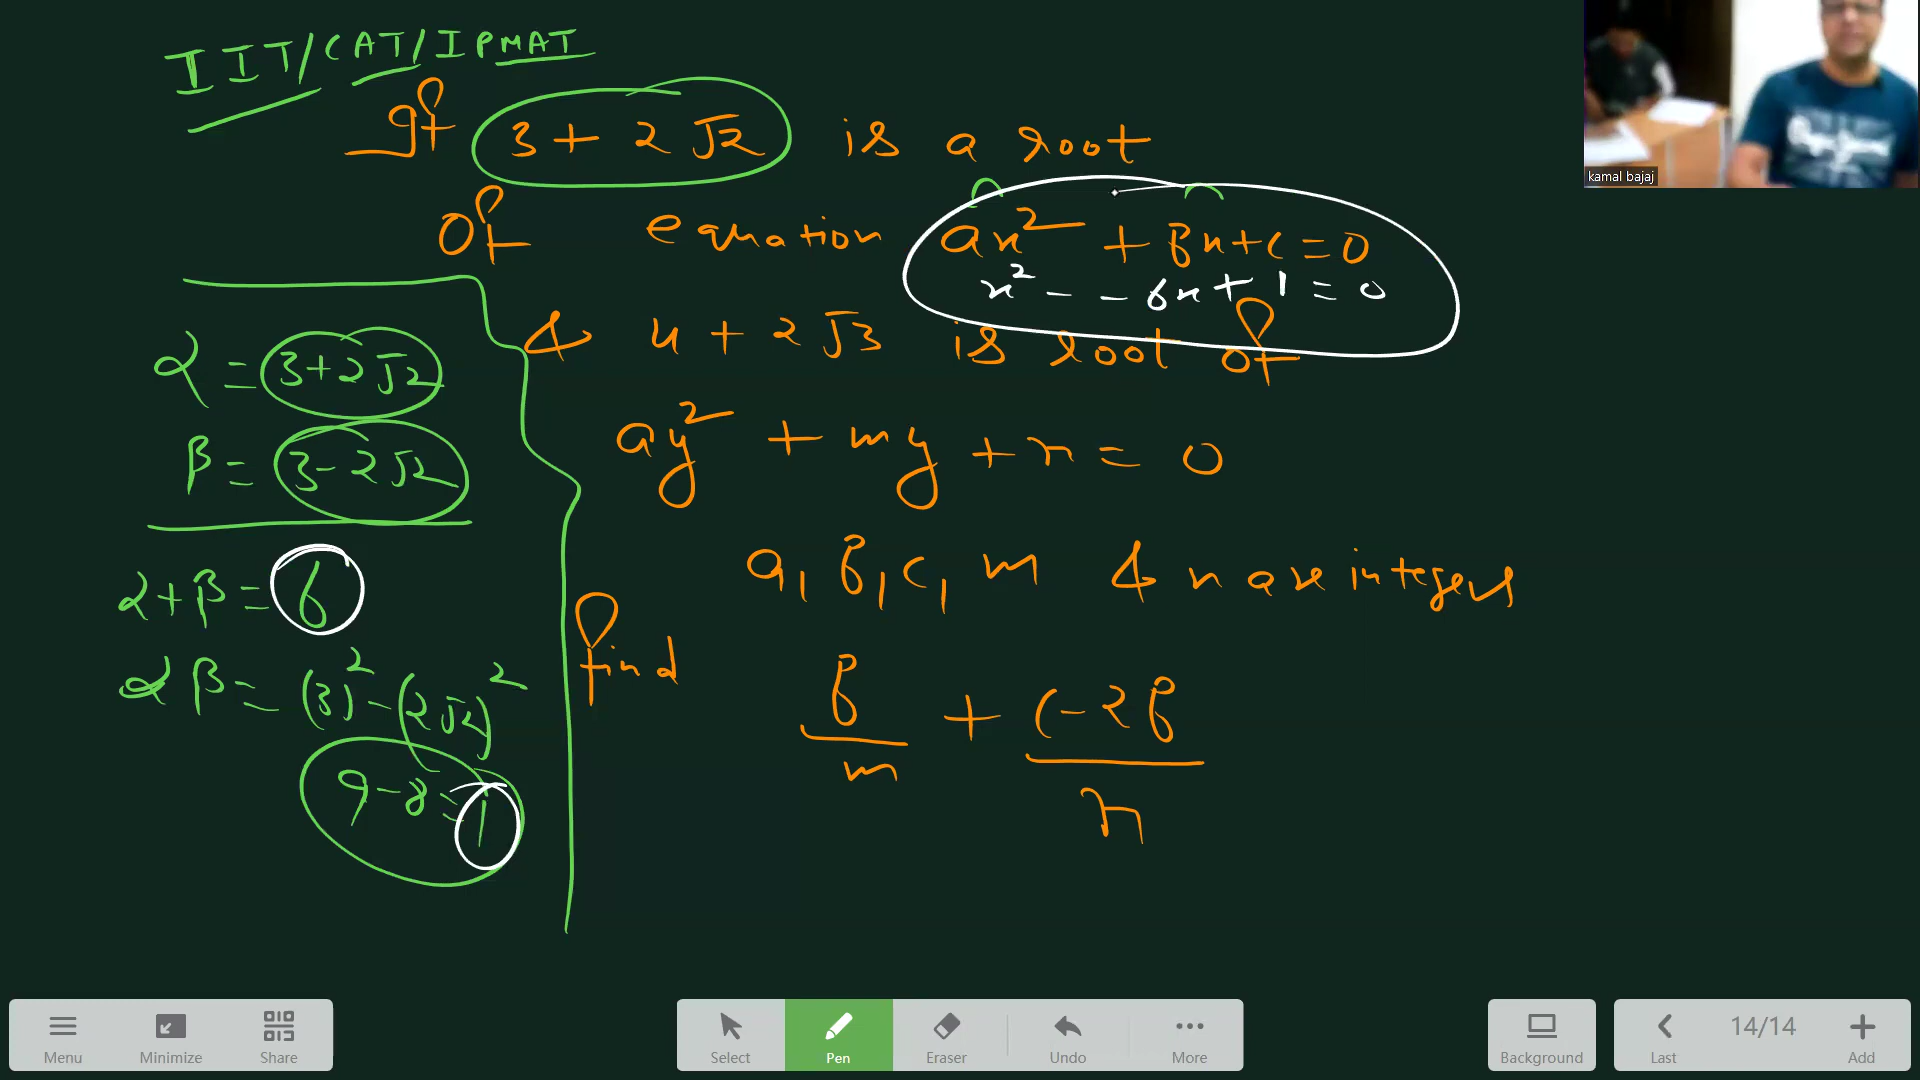 IIT/CAT/IPMAT
If 3 + 2√2 is a root
of equation ax² + bx + c = 0
x² - - 6x + 1 = 0
& 4 + 2√3 is root of
ay² + my + n = 0
a, b, c, m & n are integers
find b/m + (c - 2b)/n
α = 3+2√2
β = 3-2√2
α+β = 6
αβ = (3)² - (2√2)²
9-8=1
kamal bajaj
Menu
Minimize
Share
Select
Pen
Eraser
Undo
More
Background
Last
14/14
Add